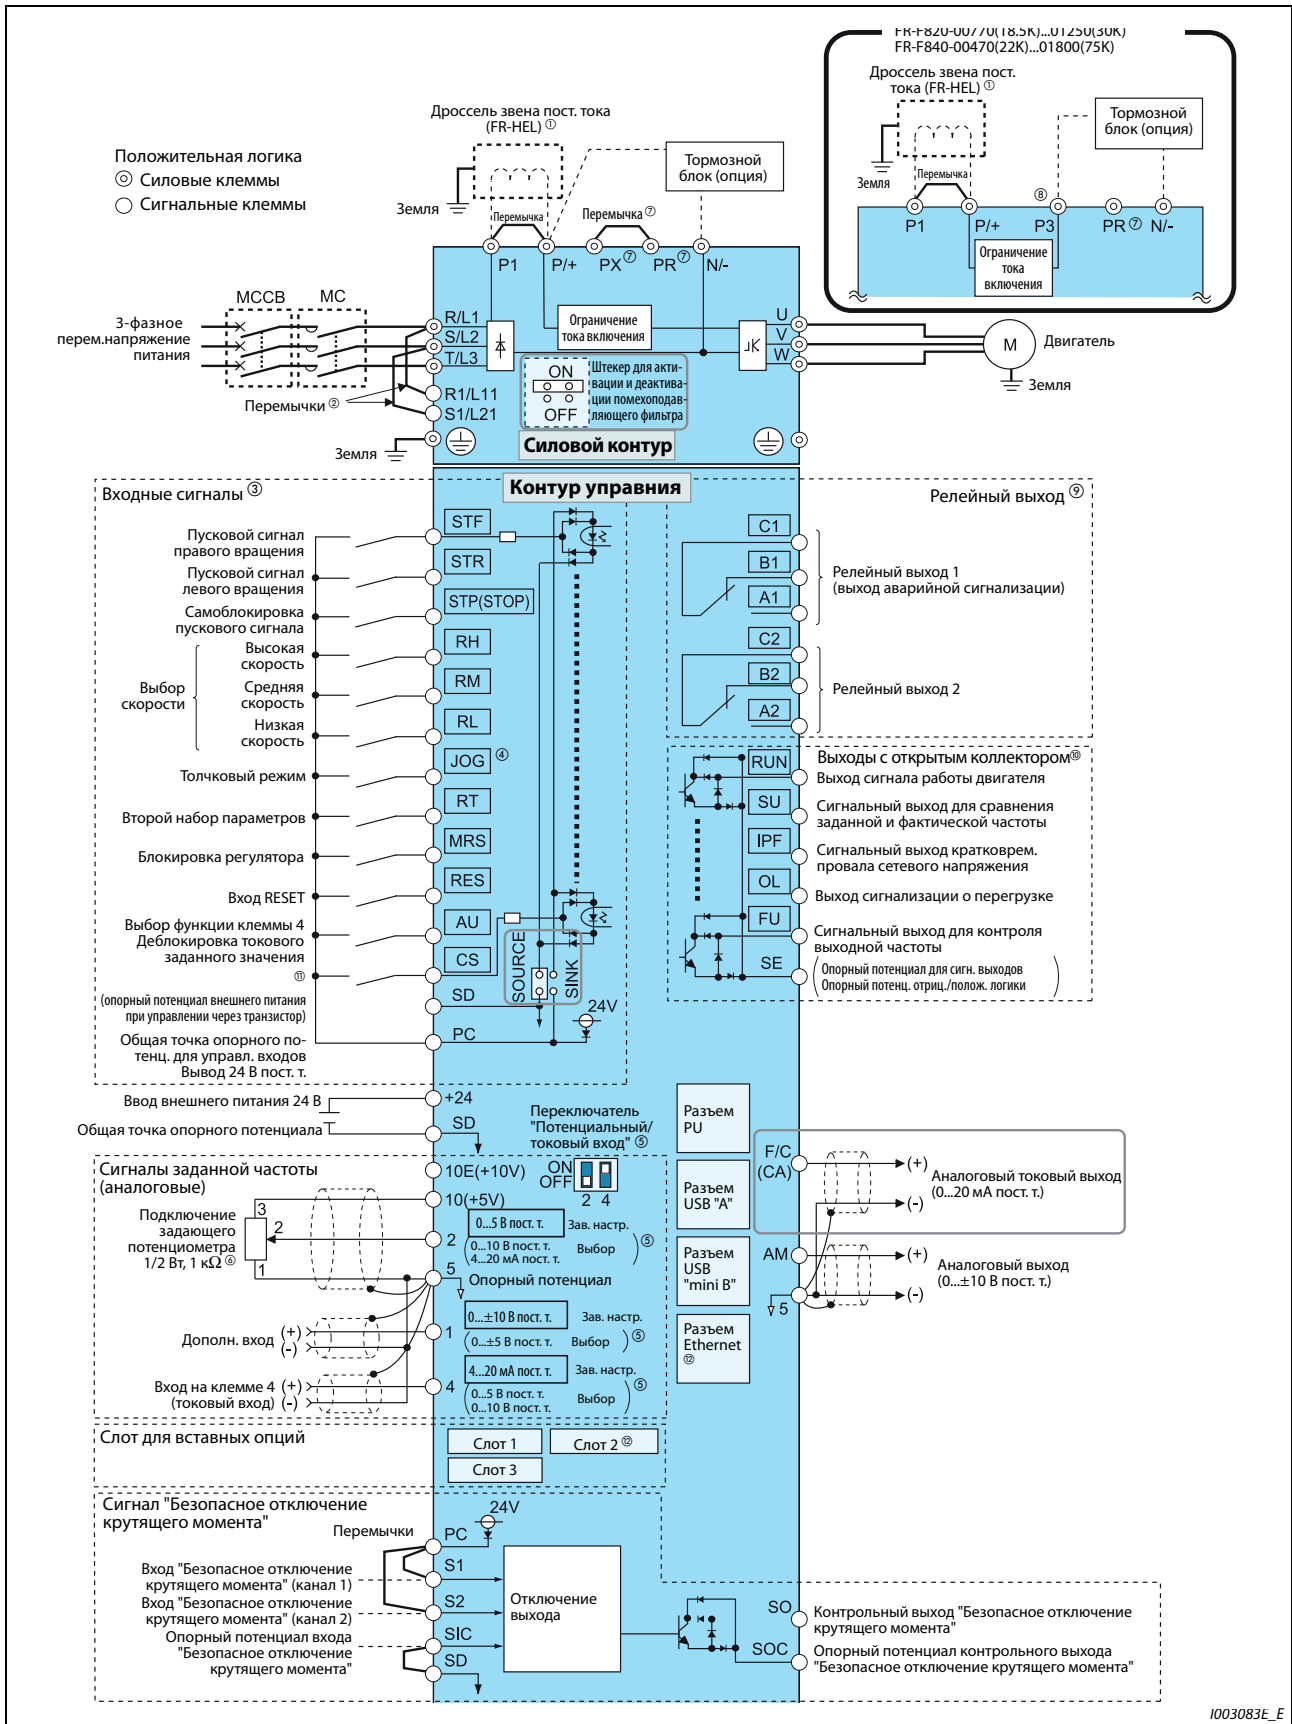 FR-F820-00770(18.5K)...01250(30K)
FR-F840-00470(22K)...01800(75K)
Дроссель звена пост.
тока (FR-HEL) ①
Тормозной
блок (опция)
Земля
Перемычка
⑧
P1
P/+
P3
PR⑦
N/-
Ограничение
тока
включения
Дроссель звена пост. тока
(FR-HEL) ①
Положительная логика
Силовые клеммы
Сигнальные клеммы
Тормозной
блок (опция)
Земля
Перемычка
Перемычка ⑦
P1
P/+
PX⑦
PR⑦
N/-
MCCB
MC
3-фазное
перем.напряжение
питания
R/L1
S/L2
T/L3
R1/L11
S1/L21
Ограничение
тока включения
U
V
W
M
Двигатель
Земля
ON
OFF
Штекер для акти-
вации и деактива-
ции помехоподав-
ляющего фильтра
Перемычки ②
Земля
Силовой контур
Контур управния
Входные сигналы ③
Релейный выход ⑨
Пусковой сигнал
правого вращения
STF
Пусковой сигнал
левого вращения
STR
Самоблокировка
пускового сигнала
STP(STOP)
Выбор
скорости
Высокая
скорость
RH
Средняя
скорость
RM
Низкая
скорость
RL
Толчковый режим
JOG ④
Второй набор параметров
RT
Блокировка регулятора
MRS
Вход RESET
RES
Выбор функции клеммы 4
Деблокировка токового
заданного значения
AU
⑪
CS
(опорный потенциал внешнего питания
при управлении через транзистор)
SD
Общая точка опорного по-
тенц. для управл. входов
Вывод 24 В пост. т.
PC
SOURCE
SINK
24V
C1
B1
A1
Релейный выход 1
(выход аварийной сигнализации)
C2
B2
A2
Релейный выход 2
Выходы с открытым коллектором⑩
RUN
Выход сигнала работы двигателя
SU
Сигнальный выход для сравнения
заданной и фактической частоты
IPF
Сигнальный выход кратковрем.
провала сетевого напряжения
OL
Выход сигнализации о перегрузке
FU
Сигнальный выход для контроля
выходной частоты
SE
Опорный потенциал для сигн. выходов
Опорный потенц. отриц./полож. логики
Ввод внешнего питания 24 В
+24
Общая точка опорного потенциала
SD
Переключатель
"Потенциальный/
токовый вход" ⑤
ON
OFF
2 4
Разъем
PU
Разъем
USB "A"
Разъем
USB
"mini B"
Разъем
Ethernet
⑫
F/C
(CA)
(+)
(-)
Аналоговый токовый выход
(0...20 мА пост. т.)
AM
5
(+)
(-)
Аналоговый выход
(0...±10 В пост. т.)
Сигналы заданной частоты
(аналоговые)
10E(+10V)
10(+5V)
Подключение
задающего
потенциометра
1/2 Вт, 1 кΩ ⑥
3
2
1
2
0...5 В пост. т.
Зав. настр.
(0...10 В пост. т.
4...20 мА пост. т.
Выбор
) ⑤
5
Опорный потенциал
Дополн. вход
(+)
(-)
1
0...±10 В пост. т.
Зав. настр.
(0...±5 В пост. т.
Выбор
) ⑤
Вход на клемме 4
(токовый вход)
(+)
(-)
4
4...20 мА пост. т.
Зав. настр.
(0...5 В пост. т.
0...10 В пост. т.
Выбор
) ⑤
Слот для вставных опций
Слот 1
Слот 2 ⑫
Слот 3
Сигнал "Безопасное отключение
крутящего момента"
Перемычки
24V
PC
Вход "Безопасное отключение
крутящего момента" (канал 1)
S1
Вход "Безопасное отключение
крутящего момента" (канал 2)
S2
Опорный потенциал входа
"Безопасное отключение
крутящего момента"
SIC
SD
Отключение
выхода
SO
Контрольный выход "Безопасное отключение
крутящего момента"
SOC
Опорный потенциал контрольного выхода
"Безопасное отключение крутящего момента"
I003083E_E